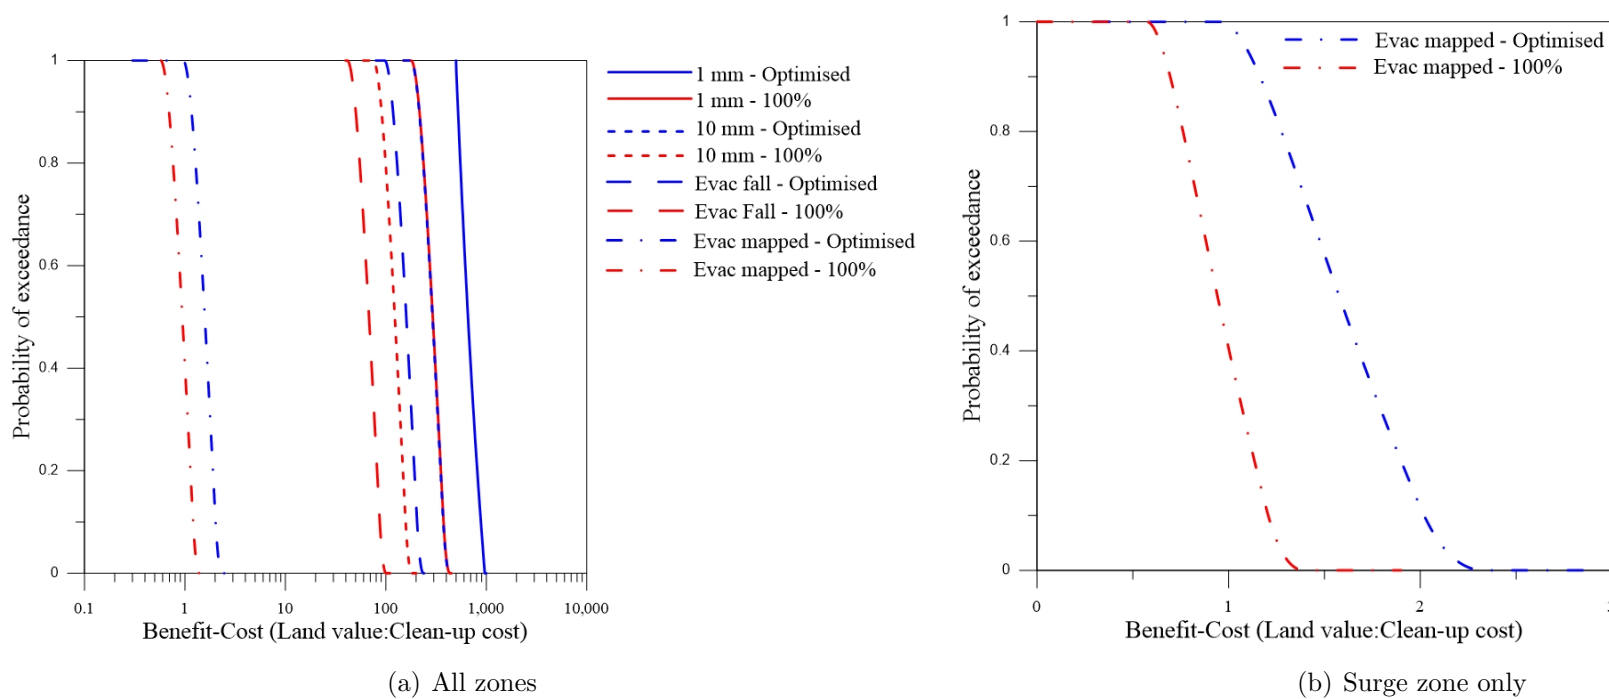 1
0.8
0.6
0.4
0.2
0
Probability of exceedance
0.1
1
10
100
1,000
10,000
Benefit-Cost (Land value:Clean-up cost)
1 mm - Optimised
1 mm - 100%
10 mm - Optimised
10 mm - 100%
Evac fall - Optimised
Evac Fall - 100%
Evac mapped - Optimised
Evac mapped - 100%
(a) All zones
1
0.8
0.6
0.4
0.2
0
Probability of exceedance
0
1
2
Benefit-Cost (Land value:Clean-up cost)
Evac mapped - Optimised
Evac mapped - 100%
(b) Surge zone only